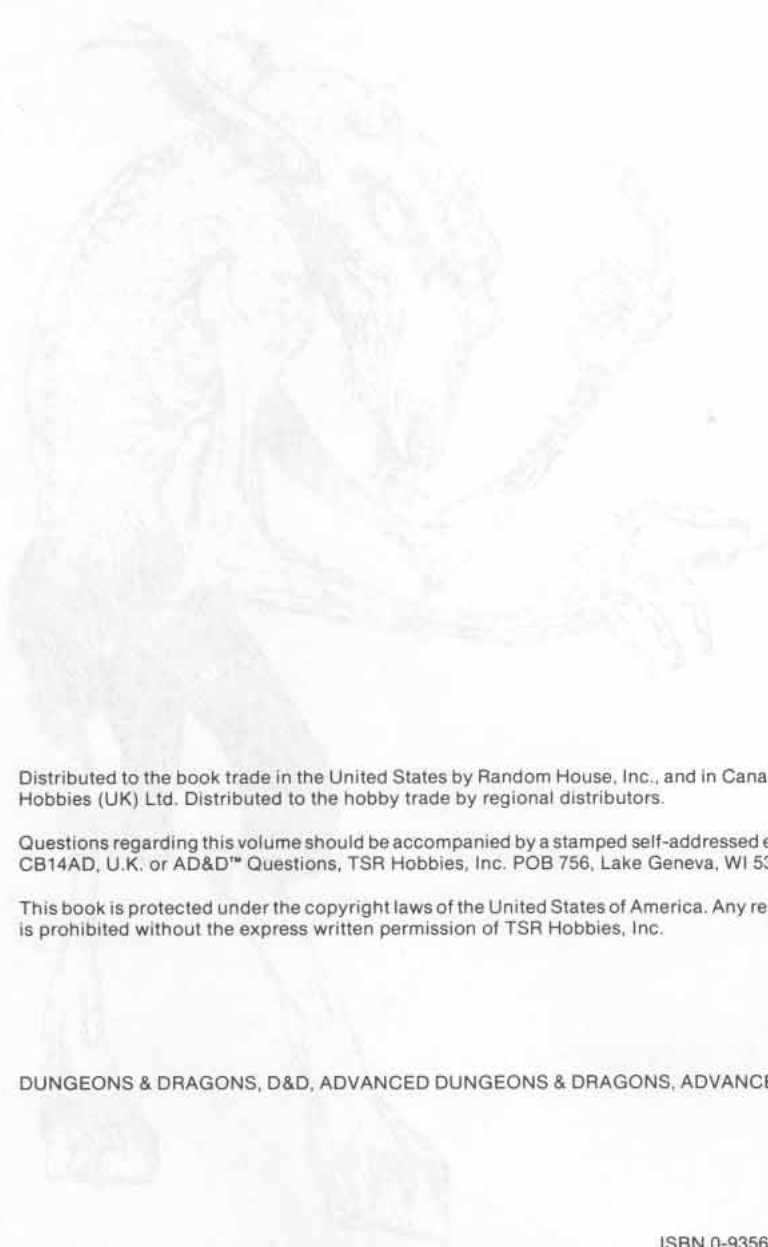 Distributed to the book trade in the United States by Random House, Inc., and in Cana
Hobbies (UK) Ltd. Distributed to the hobby trade by regional distributors.
Questions regarding this volume should be accompanied by a stamped self-addressed e
CB14AD, U.K. or AD&D™ Questions, TSR Hobbies, Inc. POB 756, Lake Geneva, WI 53
This book is protected under the copyright laws of the United States of America. Any re
is prohibited without the express written permission of TSR Hobbies, Inc.
DUNGEONS & DRAGONS, D&D, ADVANCED DUNGEONS & DRAGONS, ADVANCE
ISBN 0-9356